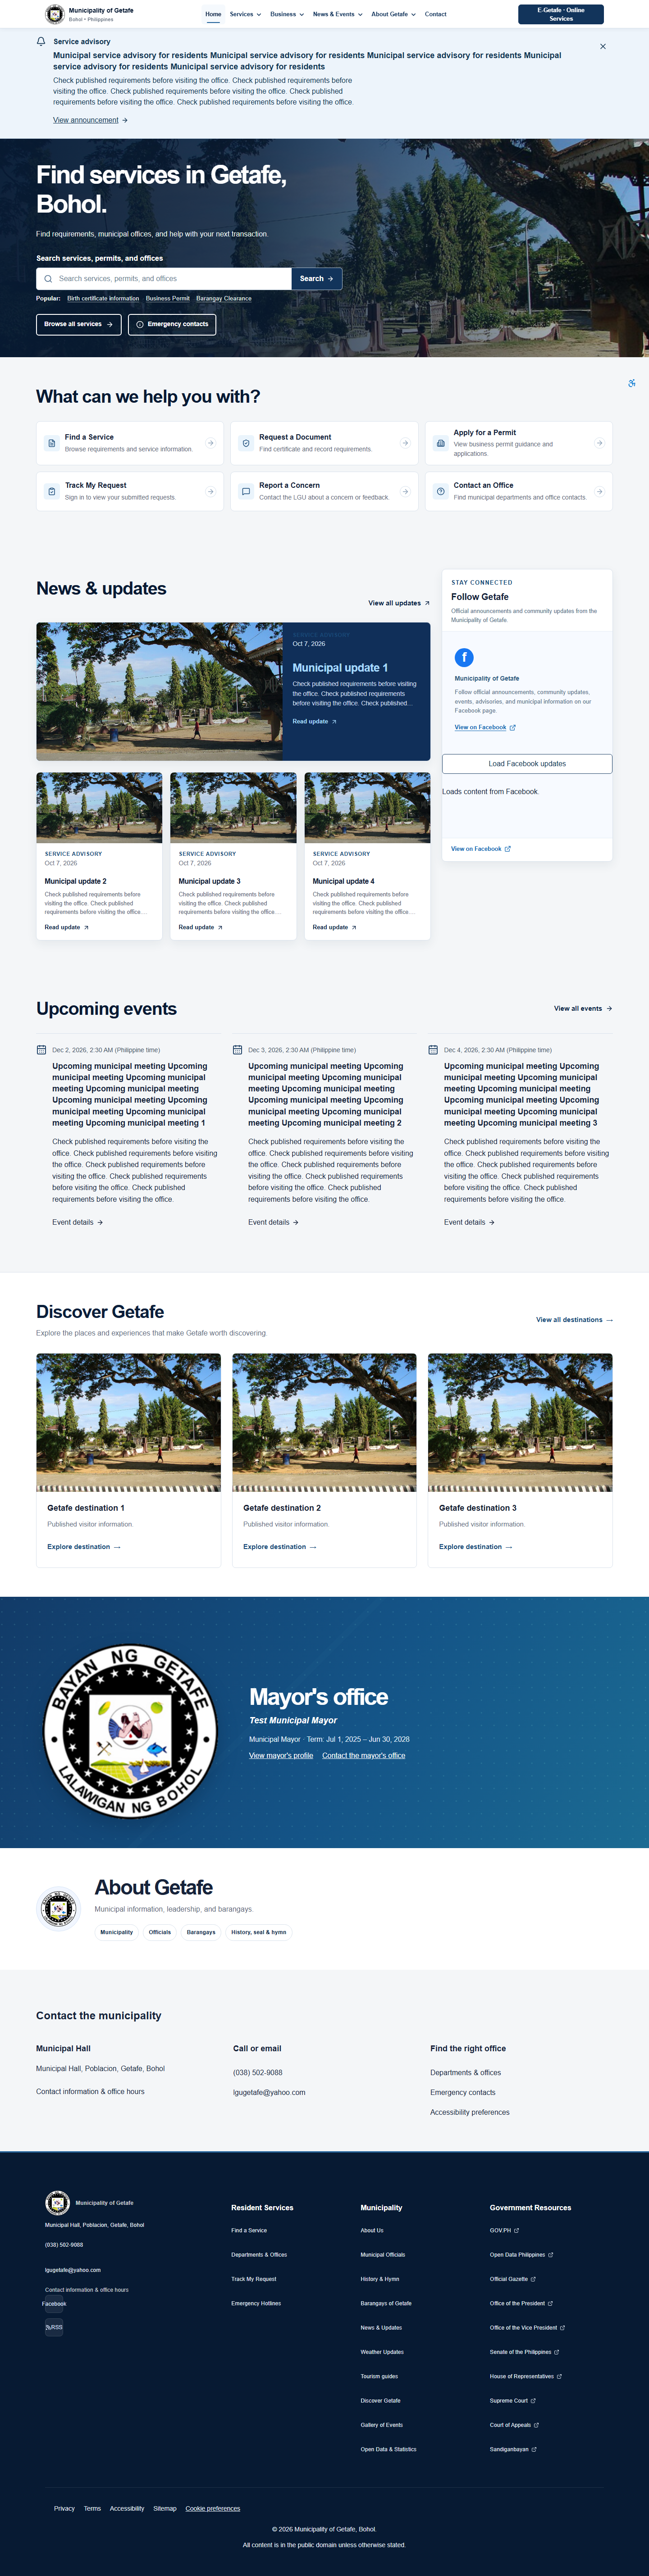 Municipality of Getafe
Bohol • Philippines
Home
Services
Business
News & Events
About Getafe
Contact
E-Getafe - Online
Services
Service advisory
Municipal service advisory for residents Municipal service advisory for residents Municipal service advisory for residents Municipal
service advisory for residents Municipal service advisory for residents
Check published requirements before visiting the office. Check published requirements before
visiting the office. Check published requirements before visiting the office. Check published
requirements before visiting the office. Check published requirements before visiting the office.
View announcement
Find services in Getafe,
Bohol.
Find requirements, municipal offices, and help with your next transaction.
Search services, permits, and offices
Search services, permits, and offices
Search
Popular:
Birth certificate information
Business Permit
Barangay Clearance
Browse all services
Emergency contacts
What can we help you with?
Find a Service
Browse requirements and service information.
Request a Document
Find certificate and record requirements.
Apply for a Permit
View business permit guidance and
applications.
Track My Request
Sign in to view your submitted requests.
Report a Concern
Contact the LGU about a concern or feedback.
Contact an Office
Find municipal departments and office contacts.
News & updates
View all updates
SERVICE ADVISORY
Oct 7, 2026
Municipal update 1
Check published requirements before visiting
the office. Check published requirements
before visiting the office. Check published…
Read update
SERVICE ADVISORY
Oct 7, 2026
Municipal update 2
Check published requirements before
visiting the office. Check published
requirements before visiting the office.…
Read update
SERVICE ADVISORY
Oct 7, 2026
Municipal update 3
Check published requirements before
visiting the office. Check published
requirements before visiting the office.…
Read update
SERVICE ADVISORY
Oct 7, 2026
Municipal update 4
Check published requirements before
visiting the office. Check published
requirements before visiting the office.…
Read update
STAY CONNECTED
Follow Getafe
Official announcements and community updates from the
Municipality of Getafe.
f
Municipality of Getafe
Follow official announcements, community updates,
events, advisories, and municipal information on our
Facebook page.
View on Facebook
Load Facebook updates
Loads content from Facebook.
View on Facebook
Upcoming events
View all events
Dec 2, 2026, 2:30 AM (Philippine time)
Upcoming municipal meeting Upcoming
municipal meeting Upcoming municipal
meeting Upcoming municipal meeting
Upcoming municipal meeting Upcoming
municipal meeting Upcoming municipal
meeting Upcoming municipal meeting 1
Check published requirements before visiting the
office. Check published requirements before visiting
the office. Check published requirements before
visiting the office. Check published requirements
before visiting the office. Check published
requirements before visiting the office.
Event details
Dec 3, 2026, 2:30 AM (Philippine time)
Upcoming municipal meeting Upcoming
municipal meeting Upcoming municipal
meeting Upcoming municipal meeting
Upcoming municipal meeting Upcoming
municipal meeting Upcoming municipal
meeting Upcoming municipal meeting 2
Check published requirements before visiting the
office. Check published requirements before visiting
the office. Check published requirements before
visiting the office. Check published requirements
before visiting the office. Check published
requirements before visiting the office.
Event details
Dec 4, 2026, 2:30 AM (Philippine time)
Upcoming municipal meeting Upcoming
municipal meeting Upcoming municipal
meeting Upcoming municipal meeting
Upcoming municipal meeting Upcoming
municipal meeting Upcoming municipal
meeting Upcoming municipal meeting 3
Check published requirements before visiting the
office. Check published requirements before visiting
the office. Check published requirements before
visiting the office. Check published requirements
before visiting the office. Check published
requirements before visiting the office.
Event details
Discover Getafe
Explore the places and experiences that make Getafe worth discovering.
View all destinations
Getafe destination 1
Published visitor information.
Explore destination
Getafe destination 2
Published visitor information.
Explore destination
Getafe destination 3
Published visitor information.
Explore destination
BAYAN NG GETAFE
LALAWIGAN NG BOHOL
Mayor's office
Test Municipal Mayor
Municipal Mayor · Term: Jul 1, 2025 – Jun 30, 2028
View mayor's profile
Contact the mayor's office
About Getafe
Municipal information, leadership, and barangays.
Municipality
Officials
Barangays
History, seal & hymn
Contact the municipality
Municipal Hall
Municipal Hall, Poblacion, Getafe, Bohol
Contact information & office hours
Call or email
(038) 502-9088
lgugetafe@yahoo.com
Find the right office
Departments & offices
Emergency contacts
Accessibility preferences
Municipality of Getafe
Municipal Hall, Poblacion, Getafe, Bohol
(038) 502-9088
lgugetafe@yahoo.com
Contact information & office hours
Facebook
RSS
Resident Services
Find a Service
Departments & Offices
Track My Request
Emergency Hotlines
Municipality
About Us
Municipal Officials
History & Hymn
Barangays of Getafe
News & Updates
Weather Updates
Tourism guides
Discover Getafe
Gallery of Events
Open Data & Statistics
Government Resources
GOV.PH
Open Data Philippines
Official Gazette
Office of the President
Office of the Vice President
Senate of the Philippines
House of Representatives
Supreme Court
Court of Appeals
Sandiganbayan
Privacy
Terms
Accessibility
Sitemap
Cookie preferences
© 2026 Municipality of Getafe, Bohol.
All content is in the public domain unless otherwise stated.